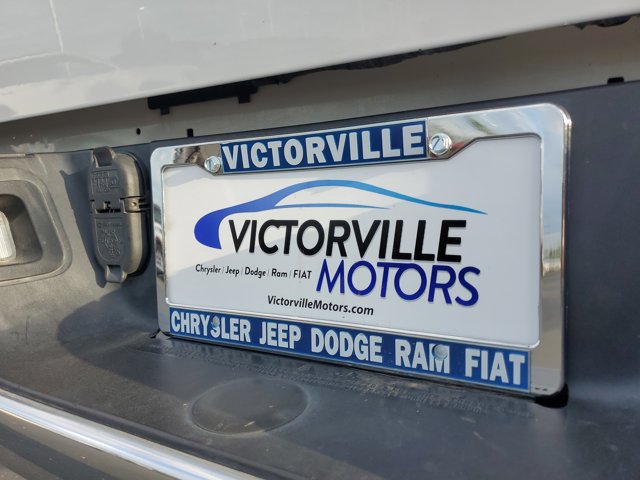 VICTORVILLE
VICTORVILLE
Chrysler | Jeep | Dodge | Ram | FIAT
MOTORS
VictorvilleMotors.com
CHRYSLER JEEP DODGE RAM FIAT